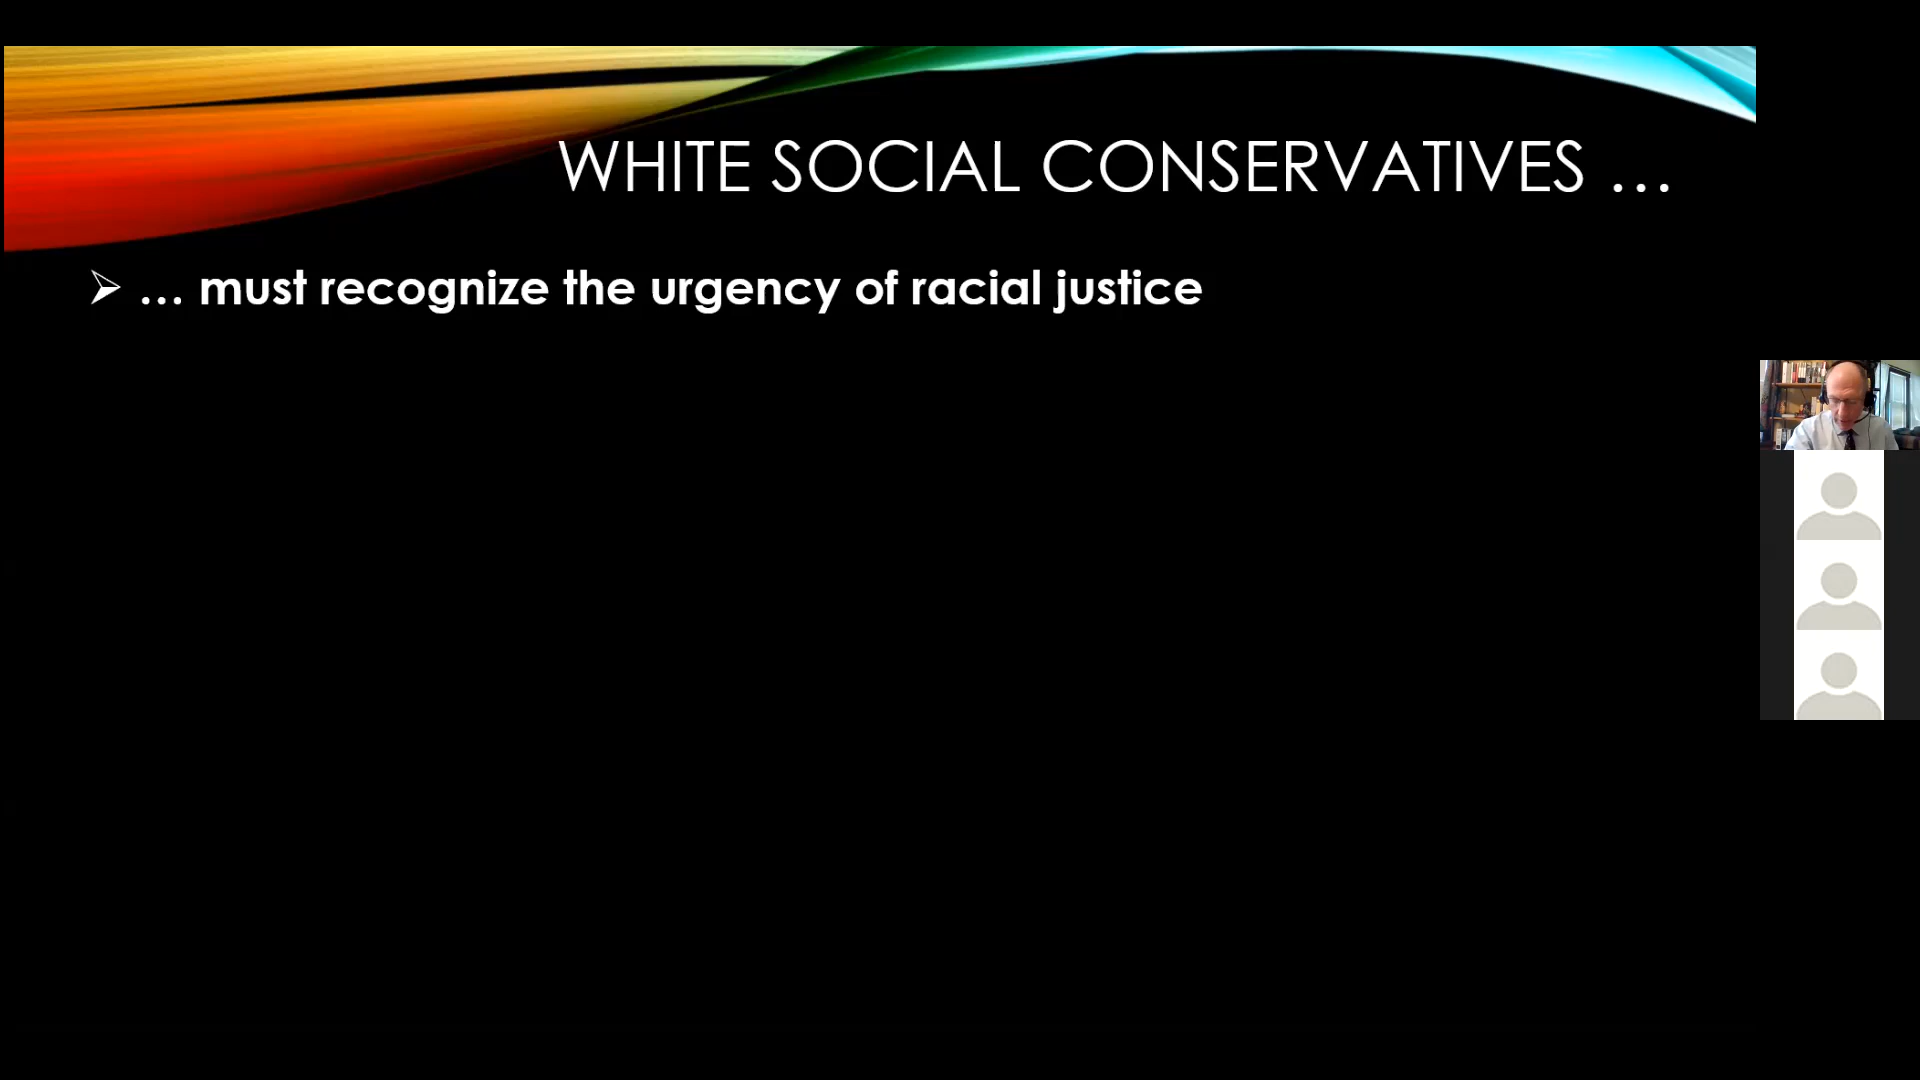 WHITE SOCIAL CONSERVATIVES …
… must recognize the urgency of racial justice